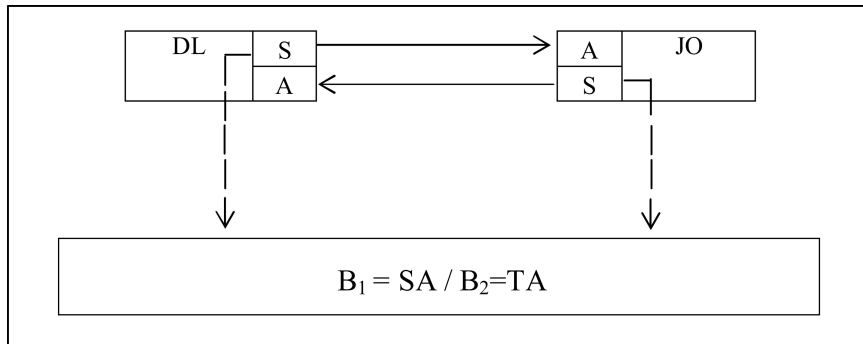 DL S A JO
A S
B₁ = SA / B₂=TA